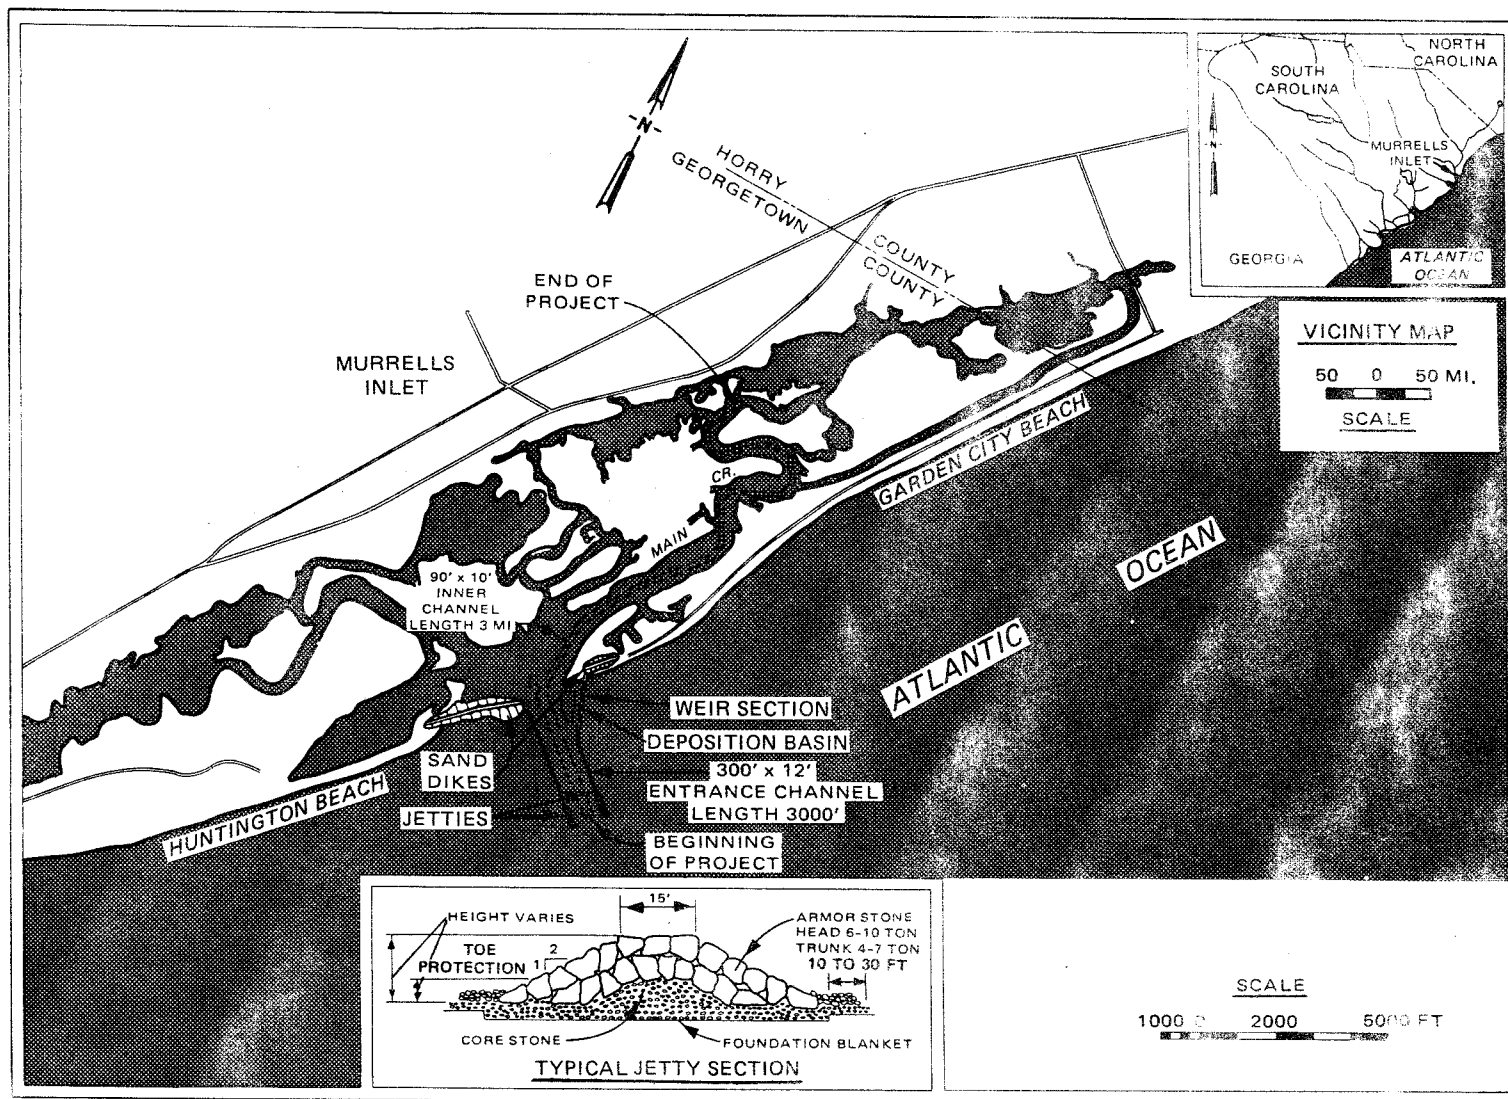 NORTH
CAROLINA
SOUTH
CAROLINA
N
MURRELLS
INLET
GEORGIA
ATLANTIC
OCEAN
VICINITY MAP
50 0 50 MI.
SCALE
N
HORRY
GEORGETOWN
COUNTY
COUNTY
END OF
PROJECT
MURRELLS
INLET
GARDEN CITY BEACH
CR.
MAIN
90' x 10'
INNER
CHANNEL
LENGTH 3 MI
ATLANTIC
OCEAN
WEIR SECTION
DEPOSITION BASIN
SAND
DIKES
300' x 12'
ENTRANCE CHANNEL
LENGTH 3000'
JETTIES
HUNTINGTON BEACH
BEGINNING
OF PROJECT
15'
HEIGHT VARIES
TOE
PROTECTION
2
1
ARMOR STONE
HEAD 6-10 TON
TRUNK 4-7 TON
10 TO 30 FT
CORE STONE
FOUNDATION BLANKET
TYPICAL JETTY SECTION
SCALE
1000 0 2000 5000 FT